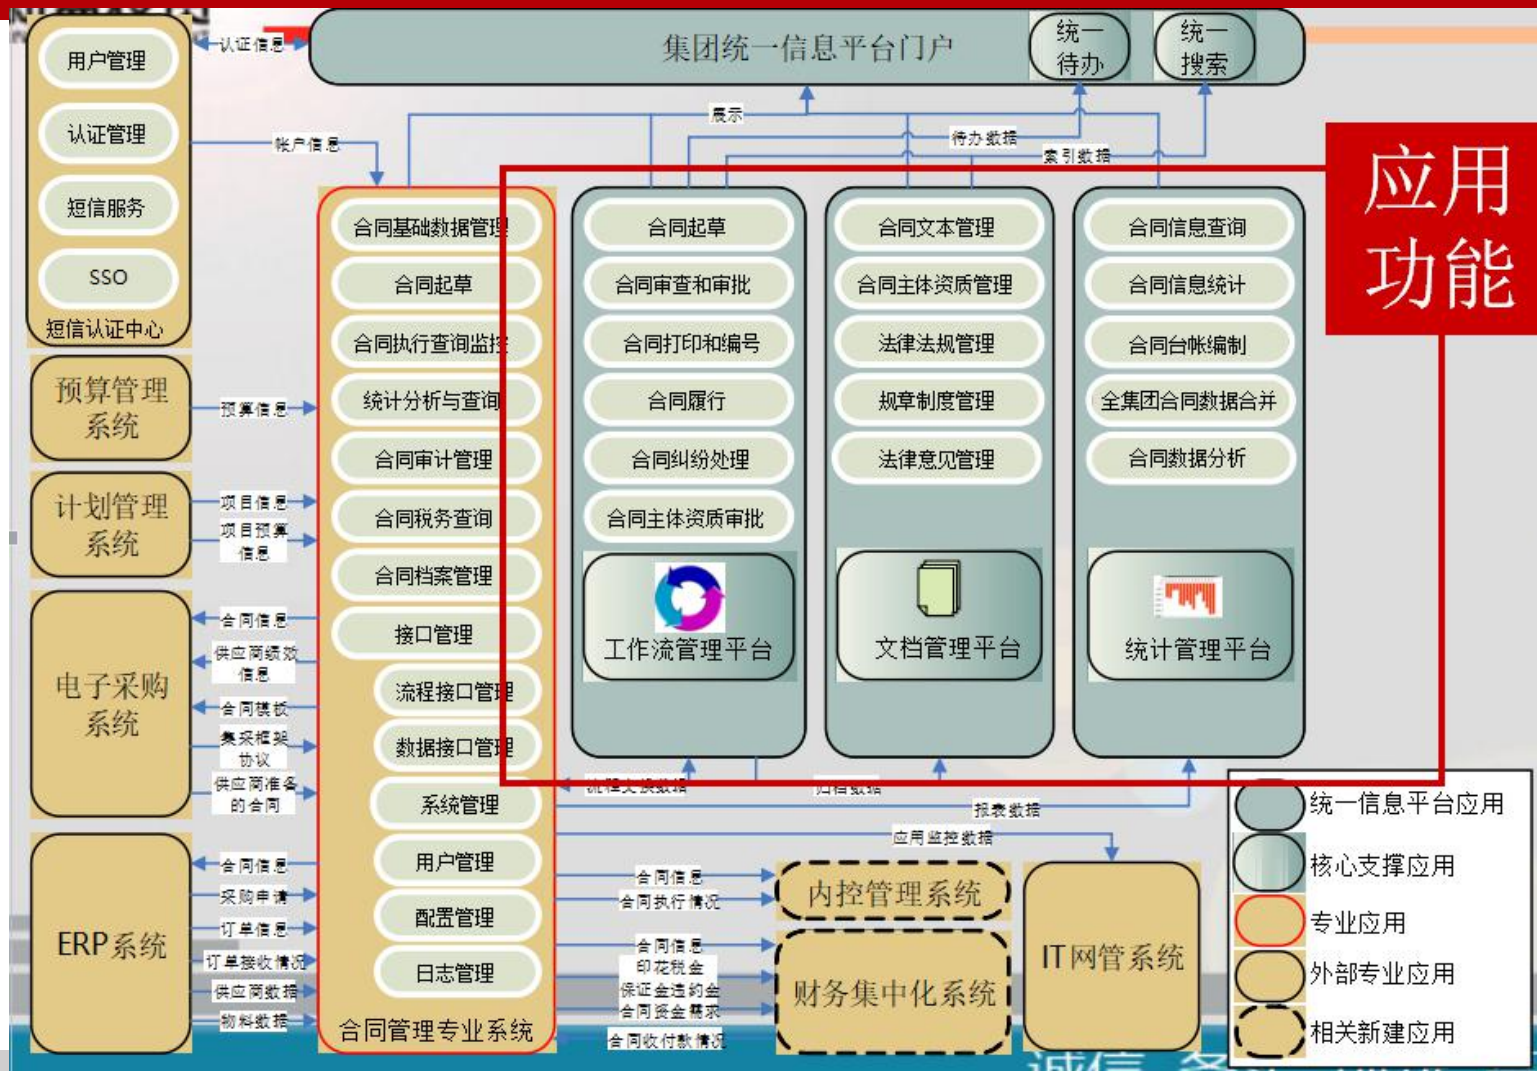 用户管理
认证管理
短信服务
SSO
短信认证中心
认证信息
集团统一信息平台门户
统一
待办
统一
搜索
展示
待办数据
索引数据
帐户信息
应用
功能
预算管理
系统
预算信息
计划管理
系统
项目信息
项目预算
信息
电子采购
系统
合同信息
供应商绩效
信息
合同模板
集采框架
协议
供应商准备
的合同
ERP系统
合同信息
采购申请
订单信息
订单接收情况
供应商数据
物料数据
合同基础数据管理
合同起草
合同执行查询监控
统计分析与查询
合同审计管理
合同税务查询
合同档案管理
接口管理
流程接口管理
数据接口管理
系统管理
用户管理
配置管理
日志管理
合同管理专业系统
合同起草
合同审查和审批
合同打印和编号
合同履行
合同纠纷处理
合同主体资质审批
工作流管理平台
合同文本管理
合同主体资质管理
法律法规管理
规章制度管理
法律意见管理
文档管理平台
合同信息查询
合同信息统计
合同台帐编制
全集团合同数据合并
合同数据分析
统计管理平台
流程交换数据
归档数据
报表数据
应用监控数据
合同信息
合同执行情况
内控管理系统
合同信息
印花税金
保证金违约金
合同资金需求
合同收付款情况
财务集中化系统
IT网管系统
统一信息平台应用
核心支撑应用
专业应用
外部专业应用
相关新建应用
诚信